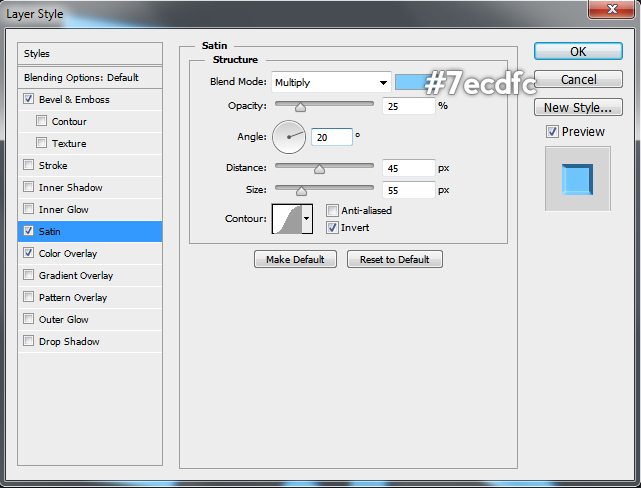 Layer Style
Styles
Blending Options: Default
Bevel & Emboss
Contour
Texture
Stroke
Inner Shadow
Inner Glow
Satin
Color Overlay
Gradient Overlay
Pattern Overlay
Outer Glow
Drop Shadow
Satin
Structure
Blend Mode: Multiply #7ecdfc
Opacity: 25 %
Angle: 20 °
Distance: 45 px
Size: 55 px
Contour: Anti-aliased
Invert
Make Default Reset to Default
OK
Cancel
New Style...
Preview